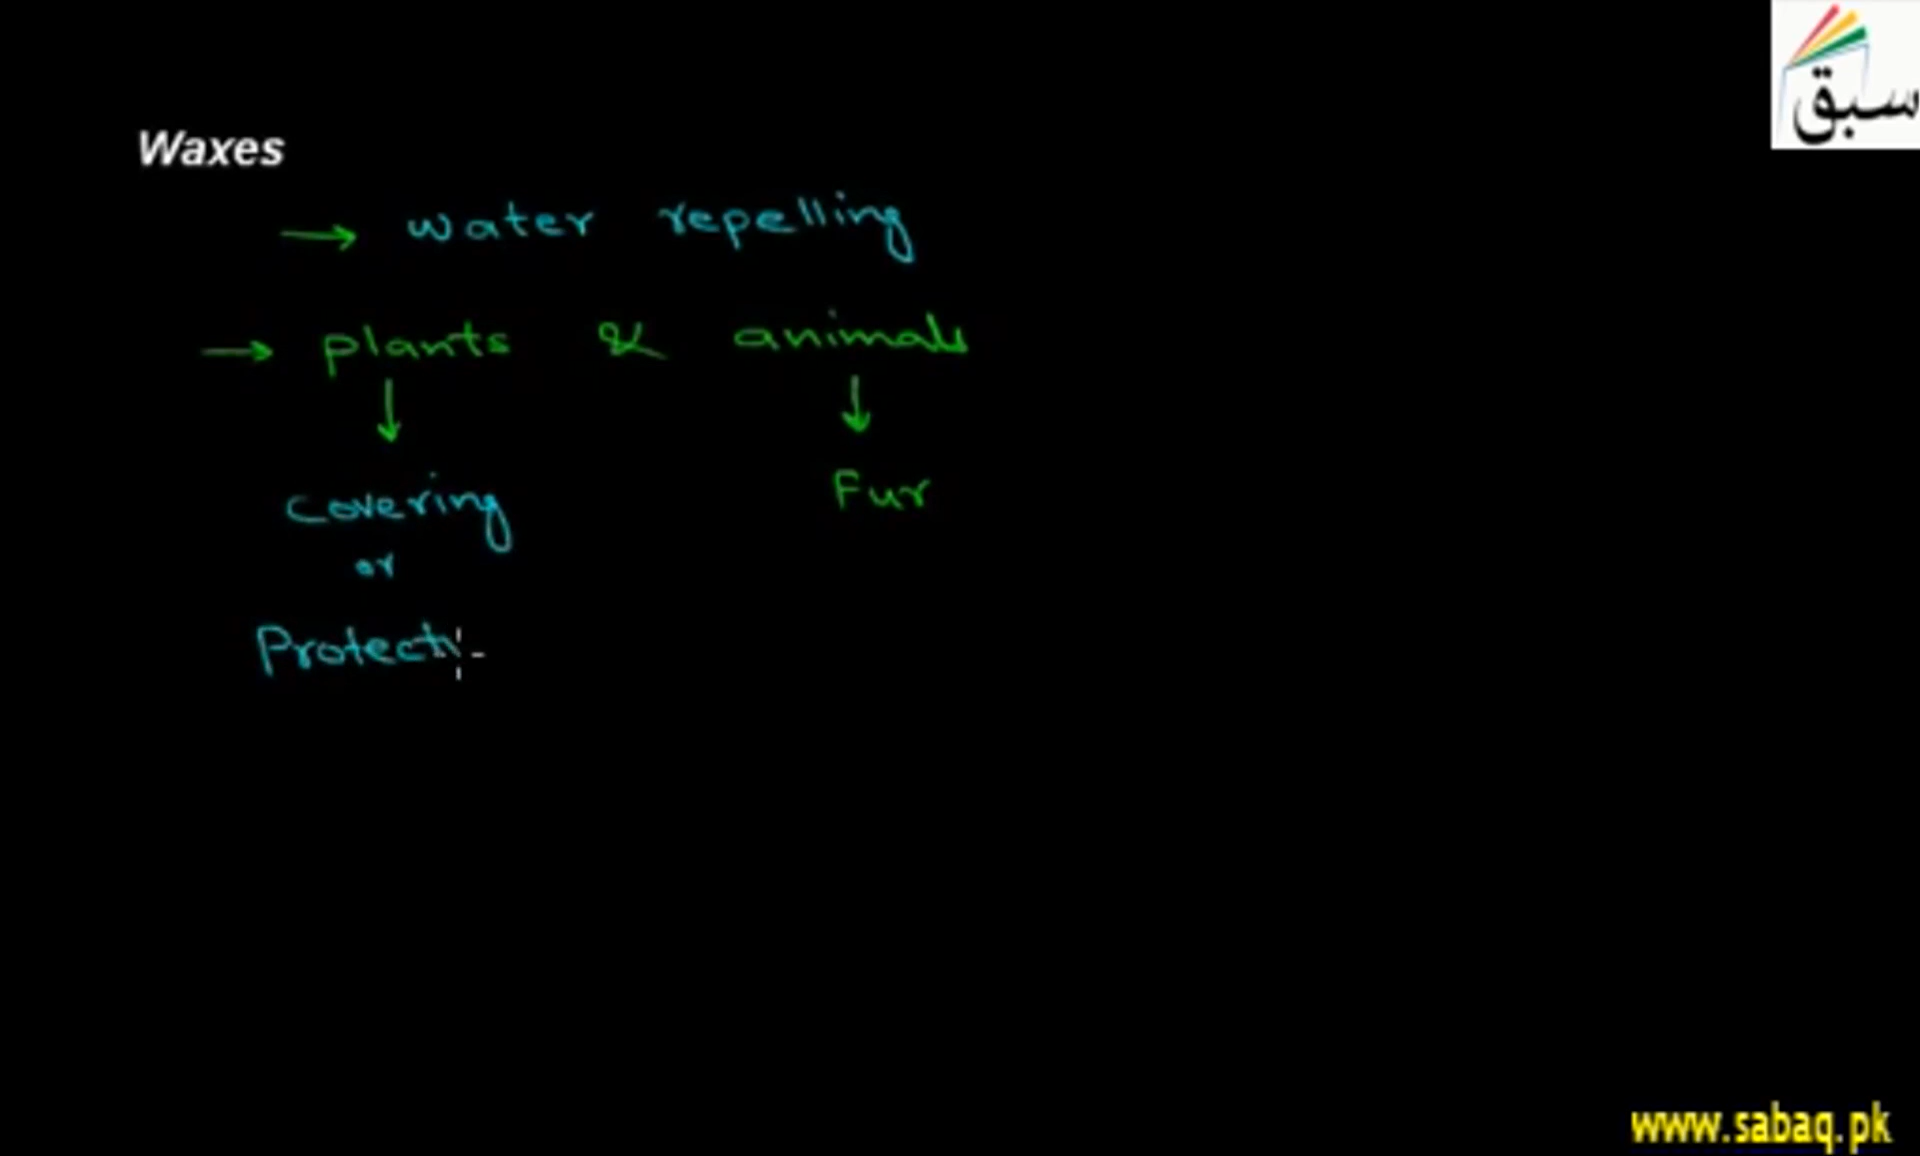 سبق
Waxes
→ water repelling
→ plants & animals
↓ ↓
Covering Fur
or
Protecti
www.sabaq.pk